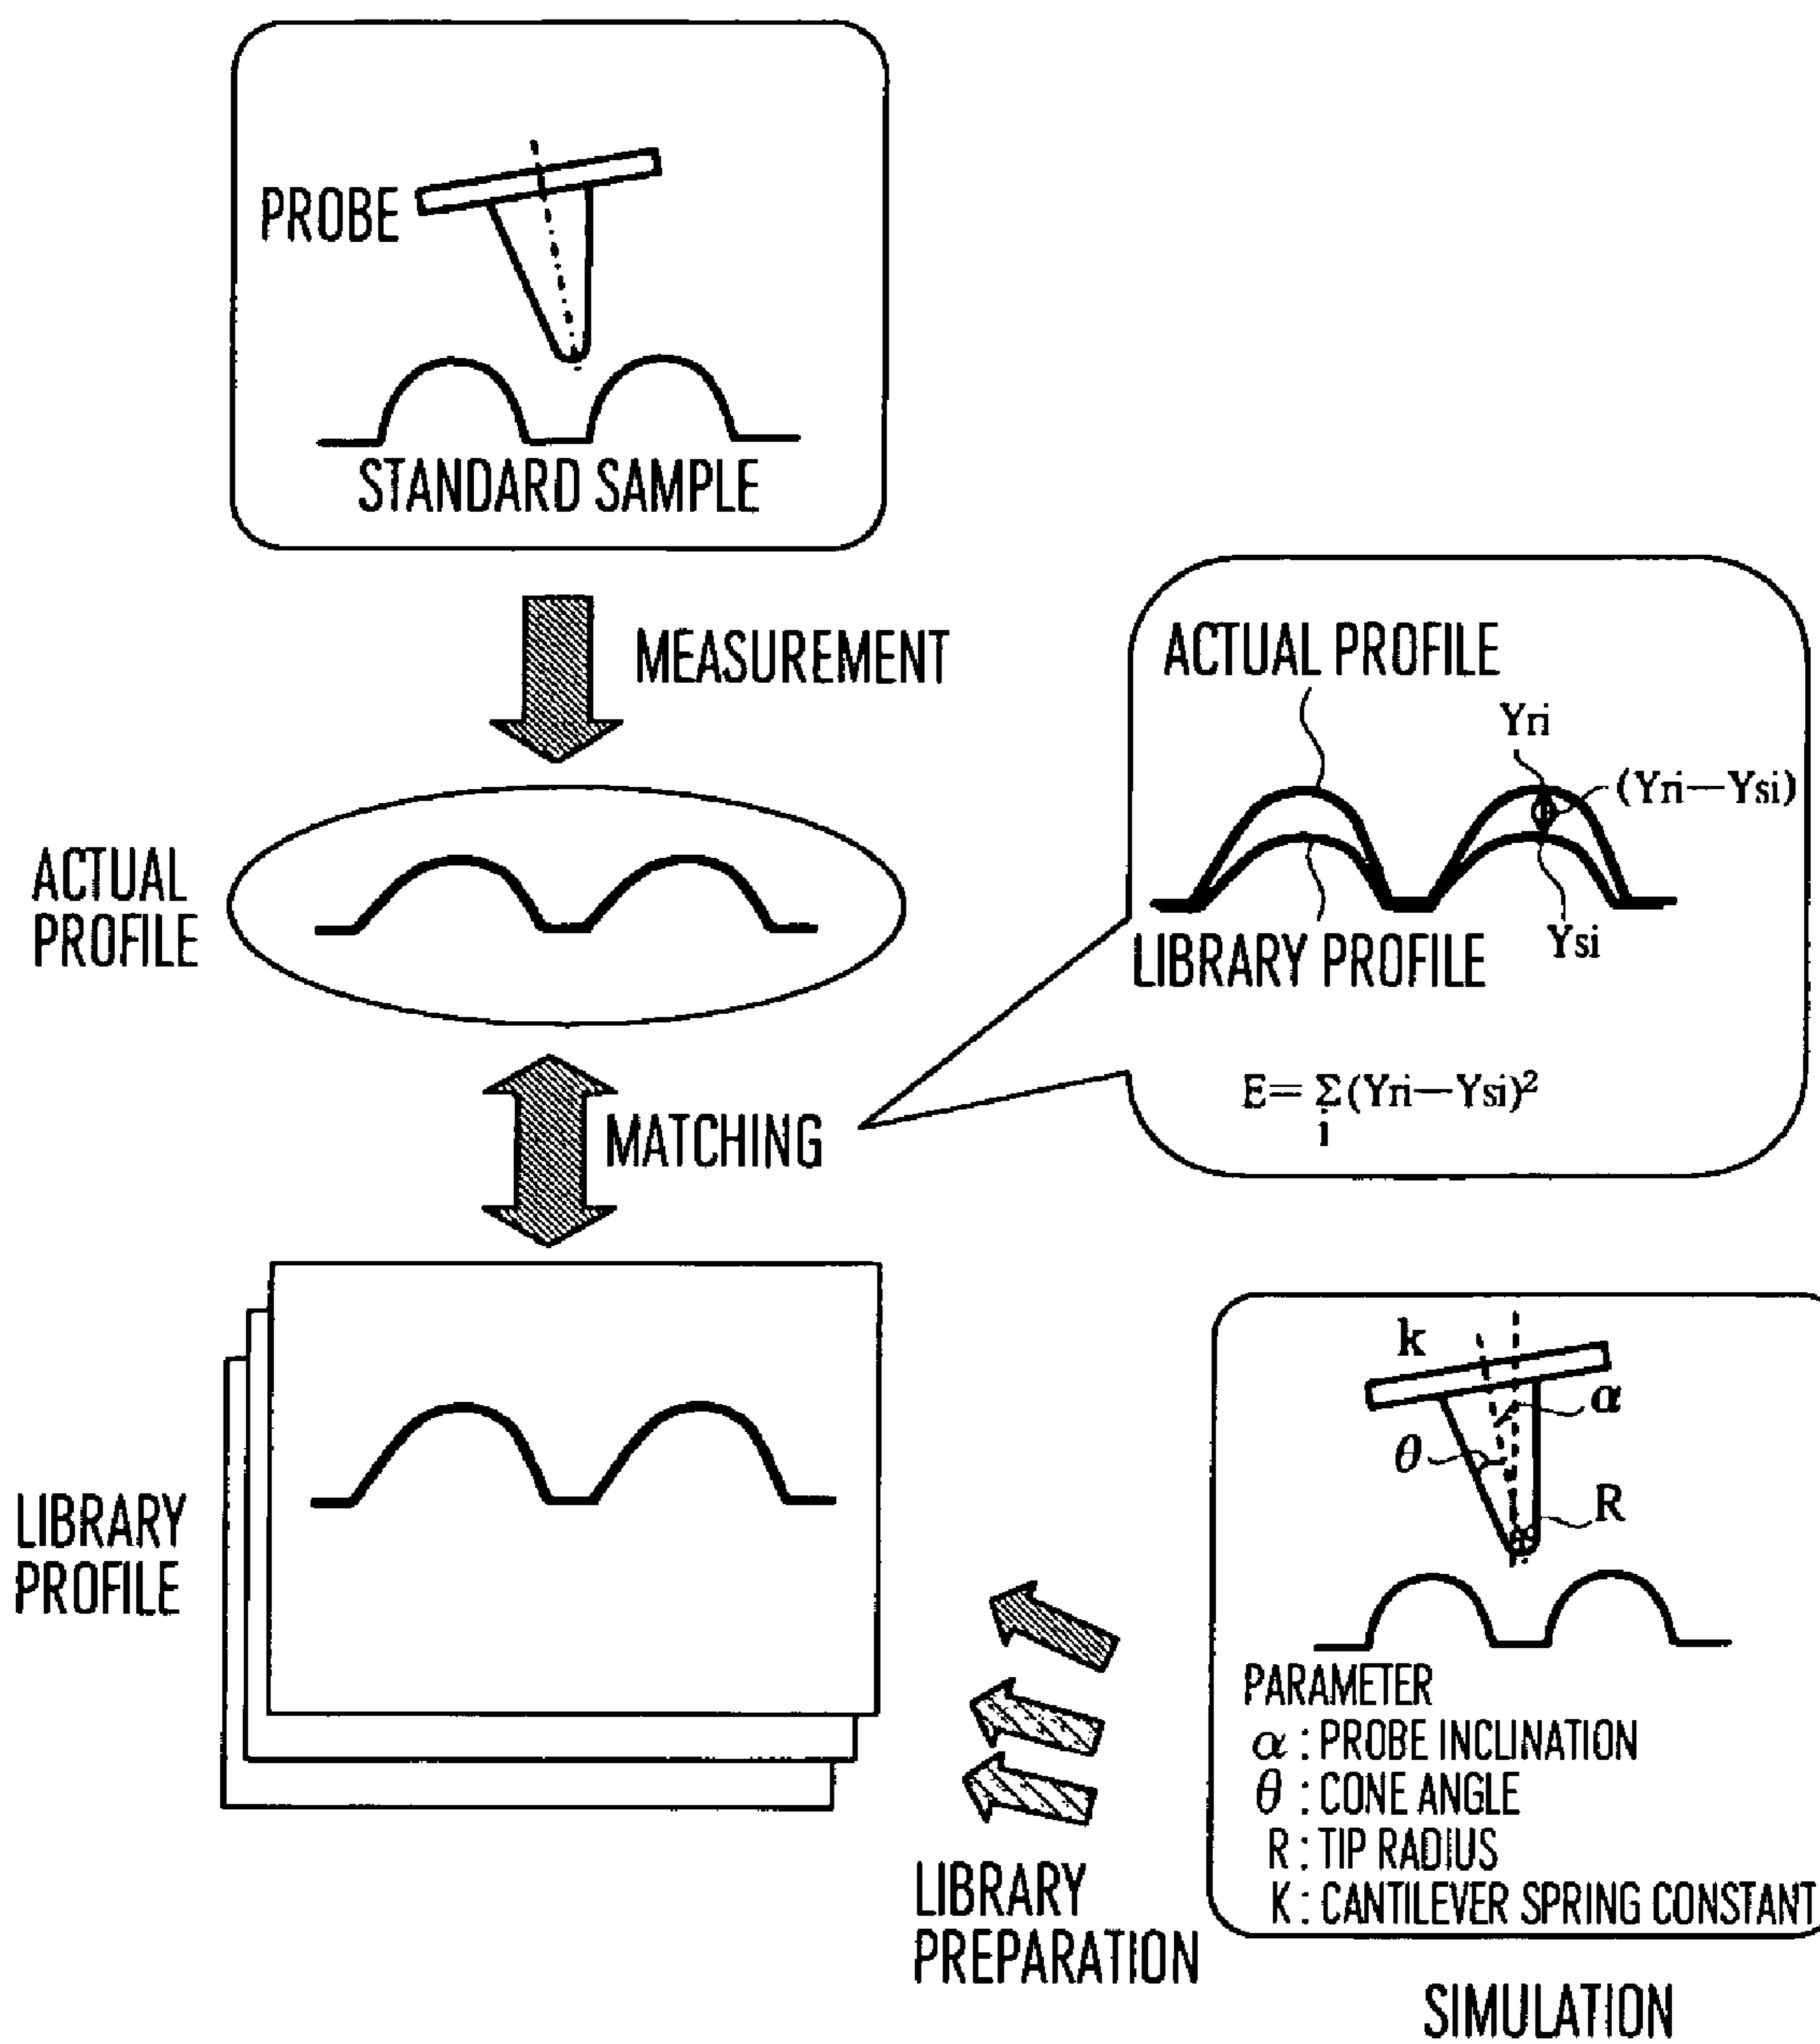 PROBE
STANDARD SAMPLE
MEASUREMENT
ACTUAL PROFILE
Yri
(Yri—Ysi)
Ysi
LIBRARY PROFILE
E= Σ (Yri—Ysi)²
i
ACTUAL
PROFILE
MATCHING
LIBRARY
PROFILE
k
α
θ
R
PARAMETER
α : PROBE INCLINATION
θ : CONE ANGLE
R : TIP RADIUS
K : CANTILEVER SPRING CONSTANT
LIBRARY
PREPARATION
SIMULATION